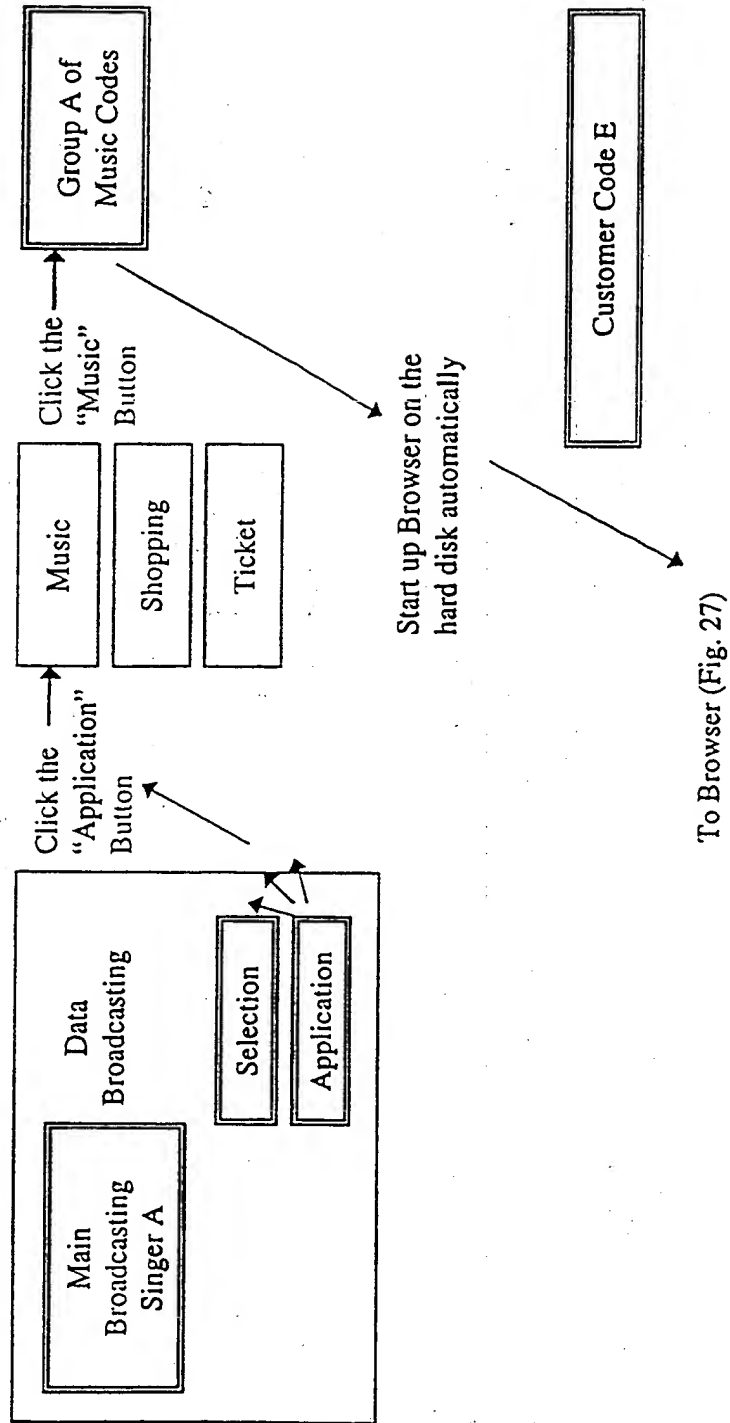 Main
Broadcasting
Singer A
Data
Broadcasting
Selection
Application
Click the
“Application”
Button
Music
Shopping
Ticket
Click the
“Music”
Button
Group A of
Music Codes
Start up Browser on the
hard disk automatically
Customer Code E
To Browser (Fig. 27)